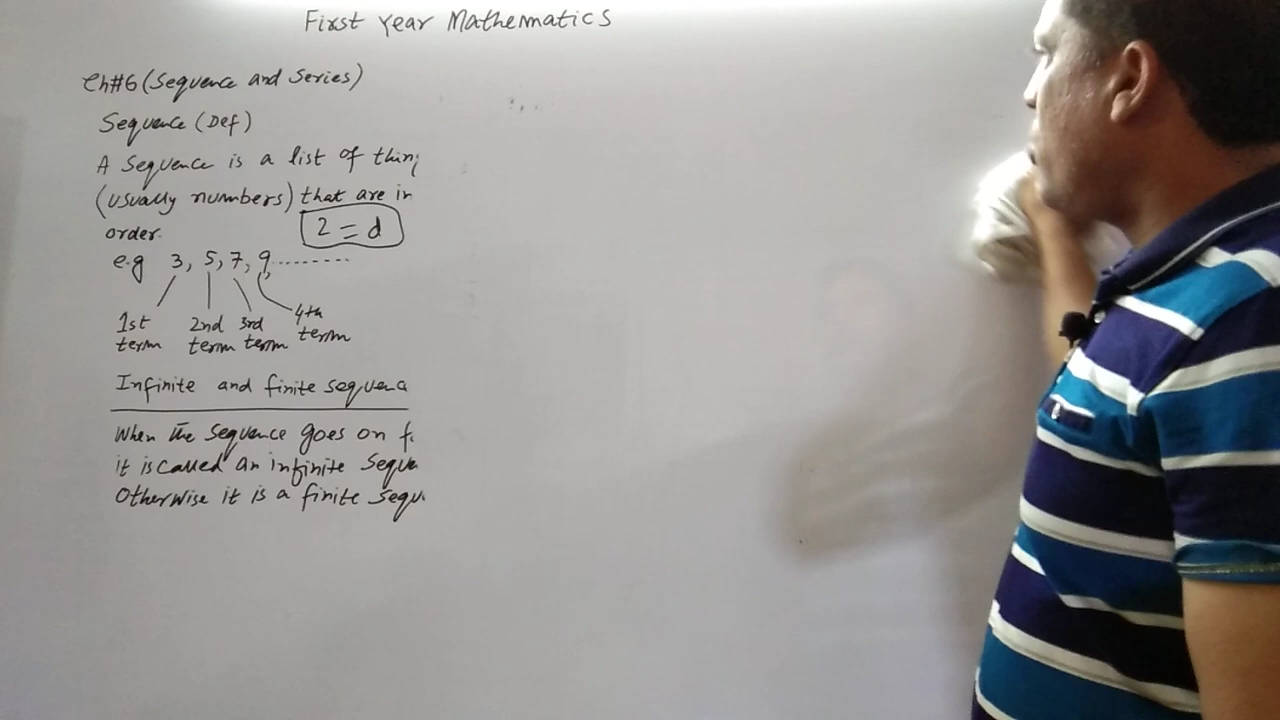 First Year Mathematics
Ch#6 (Sequence and Series)
Sequence (Def)
A Sequence is a list of
(usually numbers) that are in
order.
2 = d
e.g 3, 5, 7, 9, ........
1st term 2nd term 3rd term 4th term
Infinite and finite
When the sequence goes on
it is called an infinite
Otherwise it is a finite